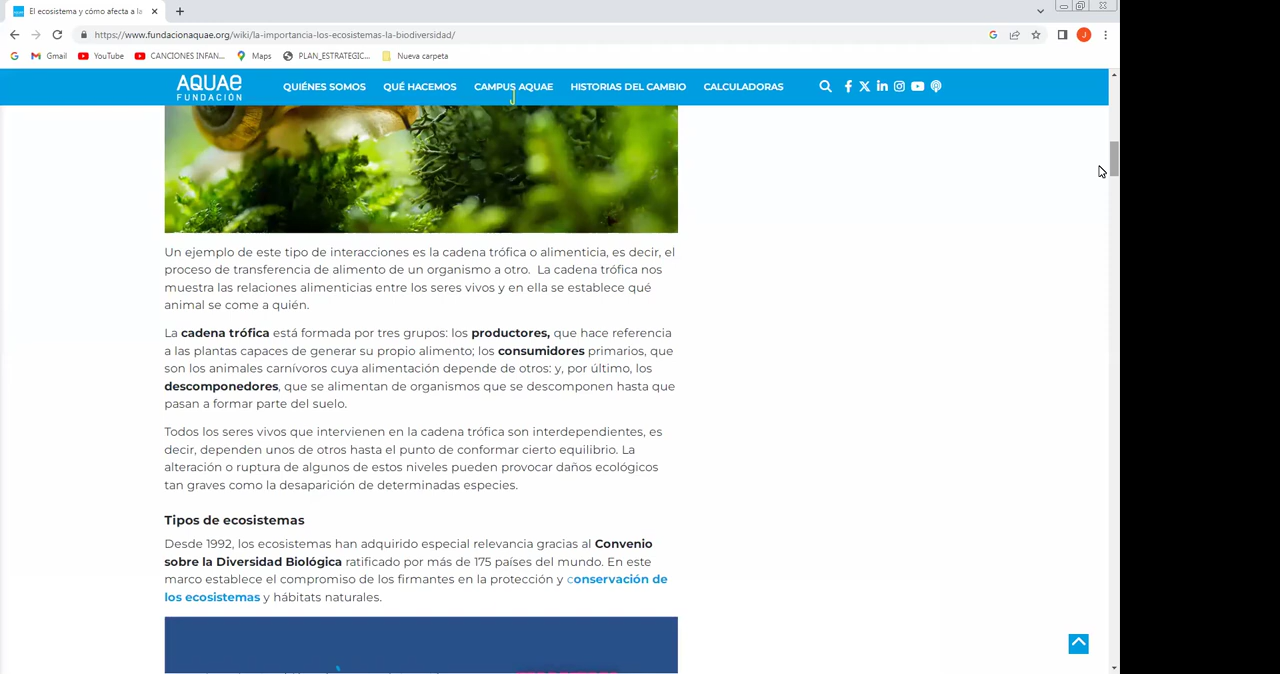 El ecosistema y cómo afecta a la
https://www.fundacionaquae.org/wiki/la-importancia-los-ecosistemas-la-biodiversidad/
Gmail YouTube CANCIONES INFAN... Maps PLAN_ESTRATEGIC... Nueva carpeta
AQUAE
FUNDACIÓN
QUIÉNES SOMOS QUÉ HACEMOS CAMPUS AQUAE HISTORIAS DEL CAMBIO CALCULADORAS
Un ejemplo de este tipo de interacciones es la cadena trófica o alimenticia, es decir, el
proceso de transferencia de alimento de un organismo a otro. La cadena trófica nos
muestra las relaciones alimenticias entre los seres vivos y en ella se establece qué
animal se come a quién.
La cadena trófica está formada por tres grupos: los productores, que hace referencia
a las plantas capaces de generar su propio alimento; los consumidores primarios, que
son los animales carnívoros cuya alimentación depende de otros: y, por último, los
descomponedores, que se alimentan de organismos que se descomponen hasta que
pasan a formar parte del suelo.
Todos los seres vivos que intervienen en la cadena trófica son interdependientes, es
decir, dependen unos de otros hasta el punto de conformar cierto equilibrio. La
alteración o ruptura de algunos de estos niveles pueden provocar daños ecológicos
tan graves como la desaparición de determinadas especies.
Tipos de ecosistemas
Desde 1992, los ecosistemas han adquirido especial relevancia gracias al Convenio
sobre la Diversidad Biológica ratificado por más de 175 países del mundo. En este
marco establece el compromiso de los firmantes en la protección y conservación de
los ecosistemas y hábitats naturales.